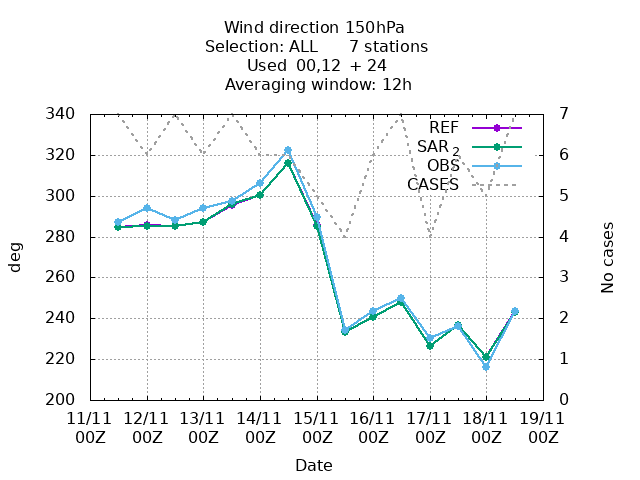 Wind direction 150hPa
Selection: ALL 7 stations
Used 00,12 + 24
Averaging window: 12h
340 7
320 6
300 5
280 4
260 3
240 2
220 1
200 0
REF
SAR 2
OBS
CASES
deg
No cases
11/11 12/11 13/11 14/11 15/11 16/11 17/11 18/11 19/11
00Z 00Z 00Z 00Z 00Z 00Z 00Z 00Z 00Z
Date